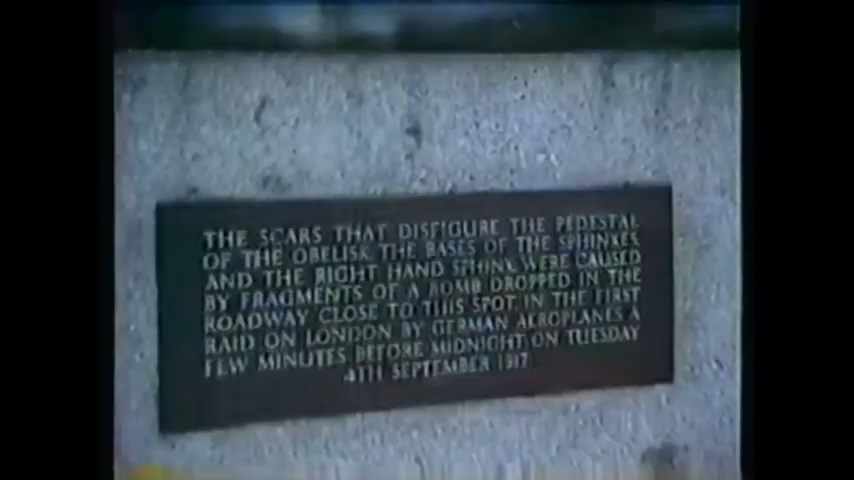 THE SCARS THAT DISFIGURE THE PEDESTAL
OF THE OBELISK THE BASES OF THE SPHINXES
AND THE RIGHT HAND SPHINX WERE CAUSED
BY FRAGMENTS OF A BOMB DROPPED IN THE
ROADWAY CLOSE TO THIS SPOT IN THE FIRST
RAID ON LONDON BY GERMAN AEROPLANES A
FEW MINUTES BEFORE MIDNIGHT ON TUESDAY
4TH SEPTEMBER 1917